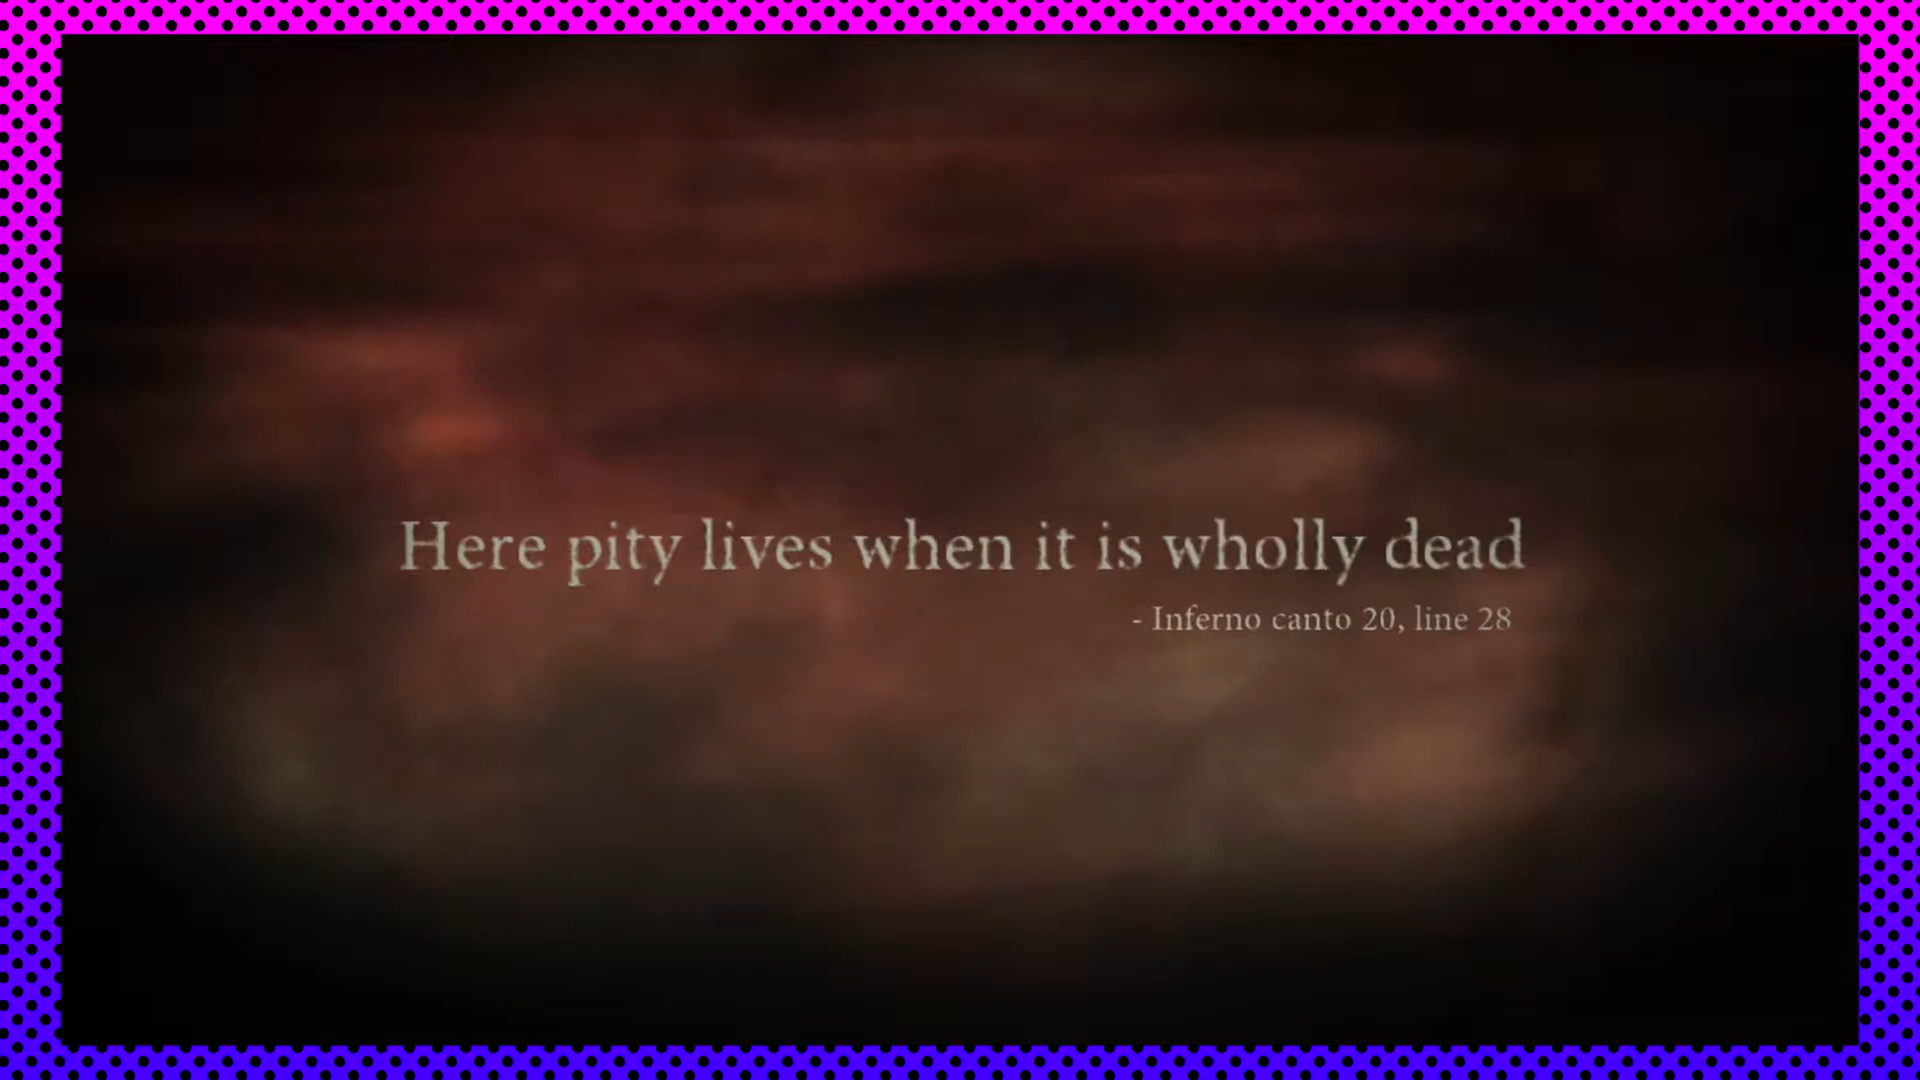 Here pity lives when it is wholly dead
- Inferno canto 20, line 28